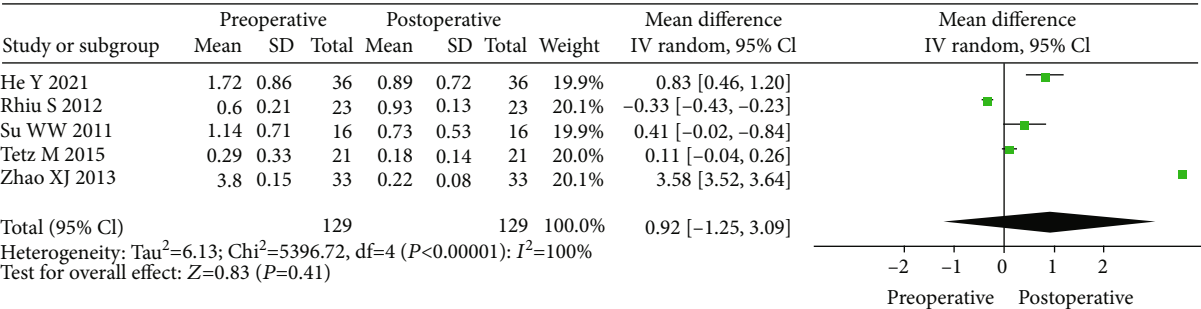 Preoperative Postoperative Mean difference Mean difference
Study or subgroup Mean SD Total Mean SD Total Weight IV random, 95% Cl IV random, 95% Cl
He Y 2021 1.72 0.86 36 0.89 0.72 36 19.9% 0.83 [0.46, 1.20]
Rhiu S 2012 0.6 0.21 23 0.93 0.13 23 20.1% –0.33 [–0.43, –0.23]
Su WW 2011 1.14 0.71 16 0.73 0.53 16 19.9% 0.41 [–0.02, –0.84]
Tetz M 2015 0.29 0.33 21 0.18 0.14 21 20.0% 0.11 [–0.04, 0.26]
Zhao XJ 2013 3.8 0.15 33 0.22 0.08 33 20.1% 3.58 [3.52, 3.64]
Total (95% Cl) 129 129 100.0% 0.92 [–1.25, 3.09]
Heterogeneity: Tau²=6.13; Chi²=5396.72, df=4 (P<0.00001): I²=100%
Test for overall effect: Z=0.83 (P=0.41)
–2 –1 0 1 2
Preoperative Postoperative